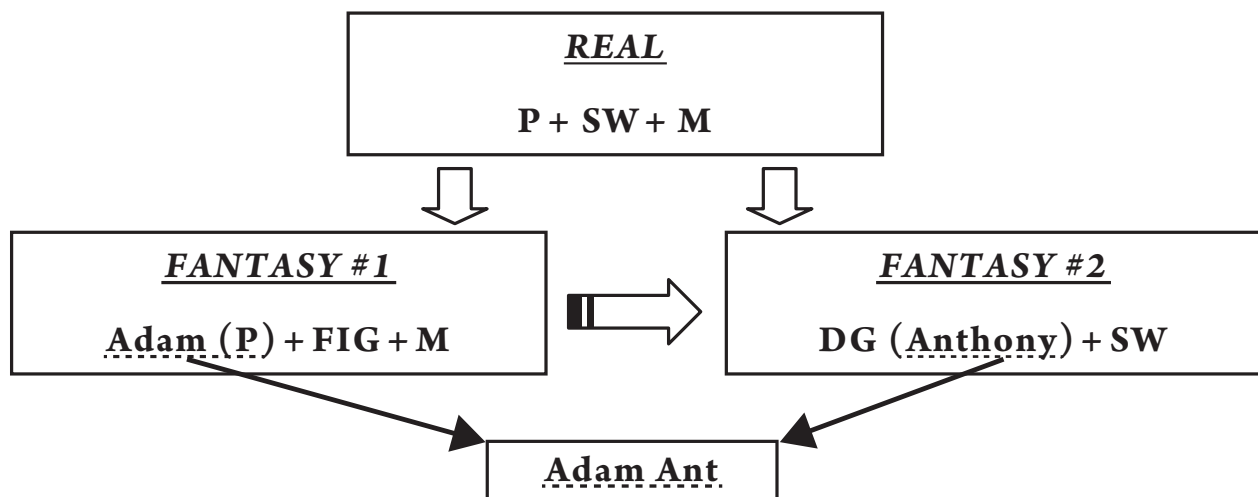 REAL
P + SW + M
FANTASY #1
Adam (P) + FIG + M
FANTASY #2
DG (Anthony) + SW
Adam Ant